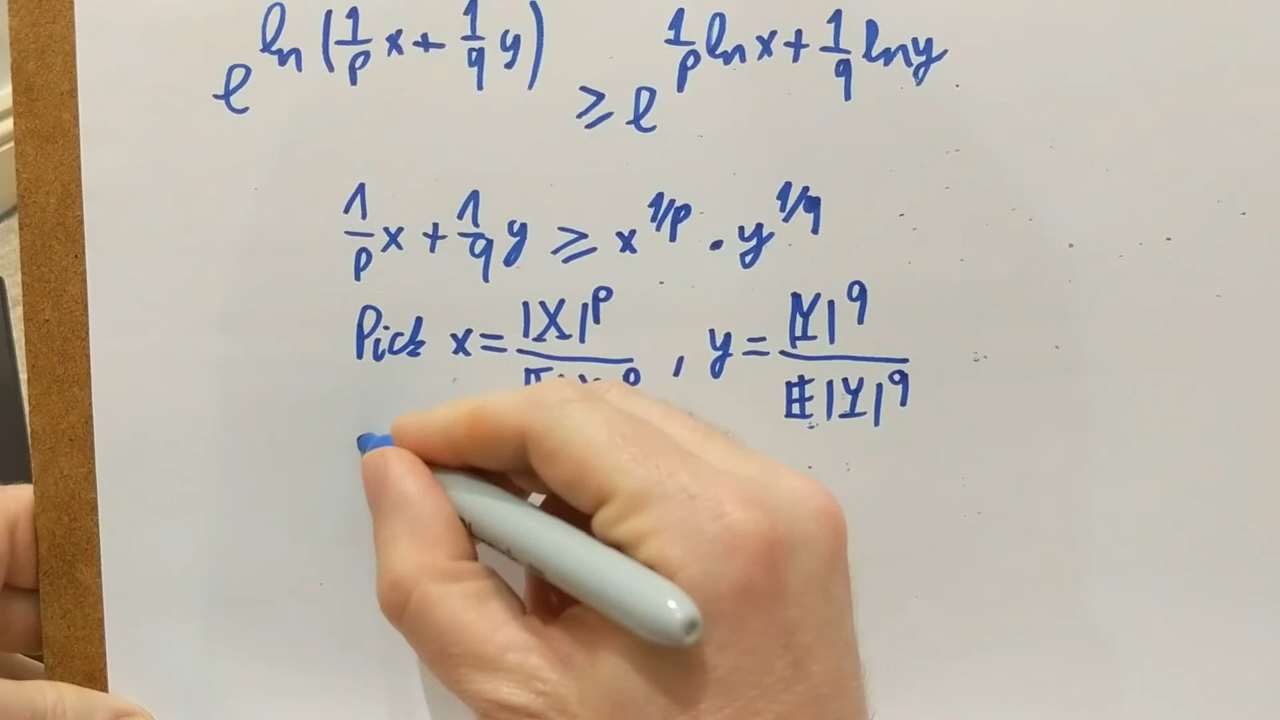 e^{ln(1/p x + 1/q y)} ≥ e^{1/p ln x + 1/q ln y}
1/p x + 1/q y ≥ x^{1/p} · y^{1/q}
Pick x = |X|^p / , y = |Y|^q / 𝔼|Y|^q